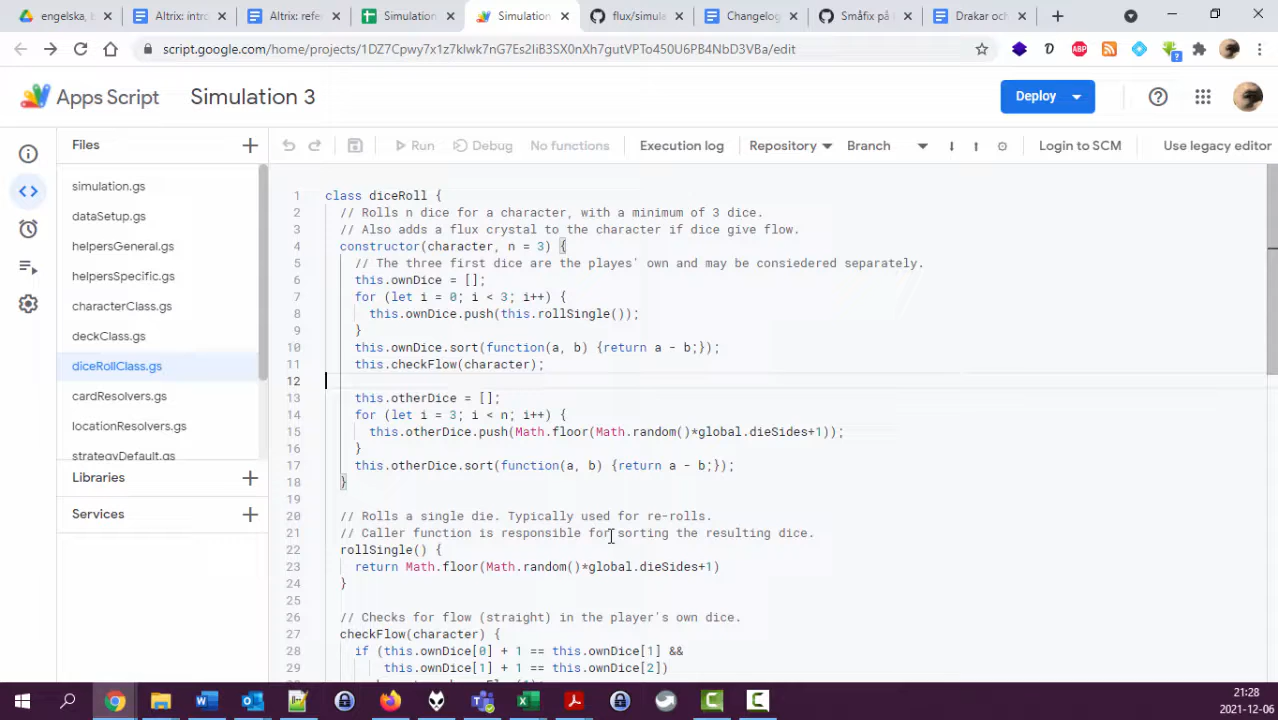 engelska,
Altrix: intro
Altrix: refe
Simulation
Simulation
flux/simula
Changelog
Småfix på
Drakar och
script.google.com/home/projects/1DZ7Cpwy7x1z7kIwk7nG7Es2IiB3SX0nXh7gutVPTo450U6PB4NbD3VBa/edit
Apps Script
Simulation 3
Deploy
Files
Run
Debug
No functions
Execution log
Repository
Branch
Login to SCM
Use legacy editor
simulation.gs
dataSetup.gs
helpersGeneral.gs
helpersSpecific.gs
characterClass.gs
deckClass.gs
diceRollClass.gs
cardResolvers.gs
locationResolvers.gs
strategyDefault.gs
Libraries
Services
1 class diceRoll {
2 // Rolls n dice for a character, with a minimum of 3 dice.
3 // Also adds a flux crystal to the character if dice give flow.
4 constructor(character, n = 3) {
5 // The three first dice are the playes' own and may be consiedered separately.
6 this.ownDice = [];
7 for (let i = 0; i < 3; i++) {
8 this.ownDice.push(this.rollSingle());
9 }
10 this.ownDice.sort(function(a, b) {return a - b;});
11 this.checkFlow(character);
12
13 this.otherDice = [];
14 for (let i = 3; i < n; i++) {
15 this.otherDice.push(Math.floor(Math.random()*global.dieSides+1));
16 }
17 this.otherDice.sort(function(a, b) {return a - b;});
18 }
19
20 // Rolls a single die. Typically used for re-rolls.
21 // Caller function is responsible for sorting the resulting dice.
22 rollSingle() {
23 return Math.floor(Math.random()*global.dieSides+1)
24 }
25
26 // Checks for flow (straight) in the player's own dice.
27 checkFlow(character) {
28 if (this.ownDice[0] + 1 == this.ownDice[1] &&
29 this.ownDice[1] + 1 == this.ownDice[2])
21:28
2021-12-06